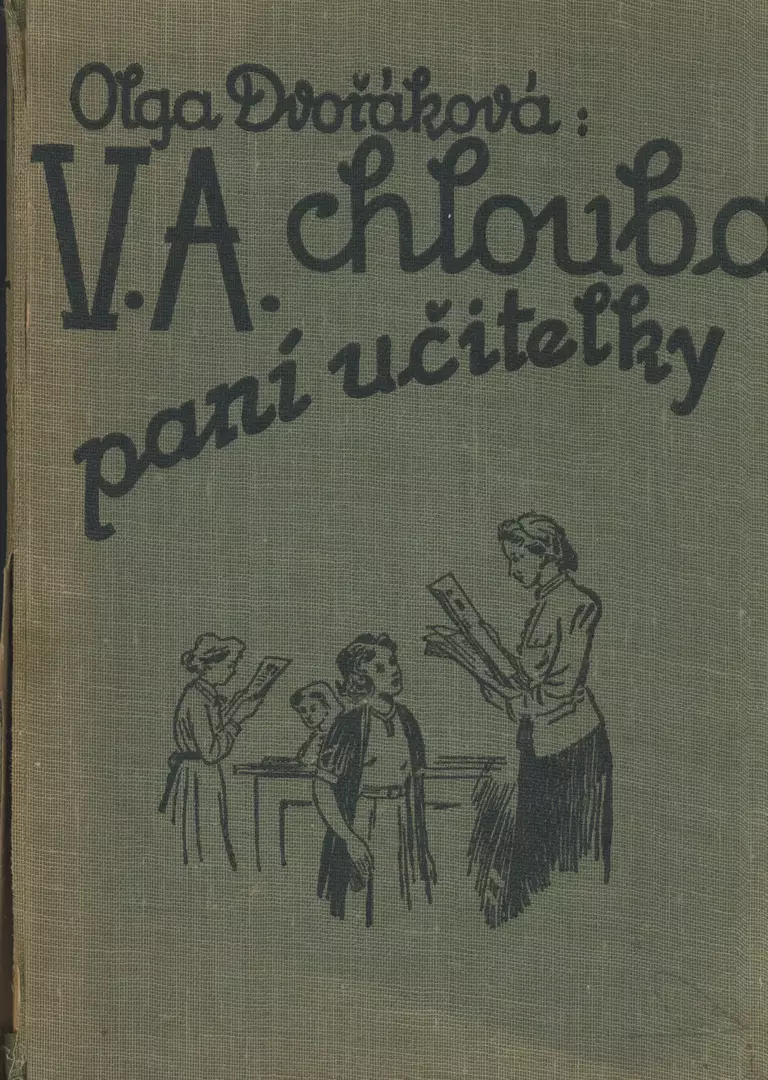 Olga Dvořáková:
V.A. chlouba
paní učitelky